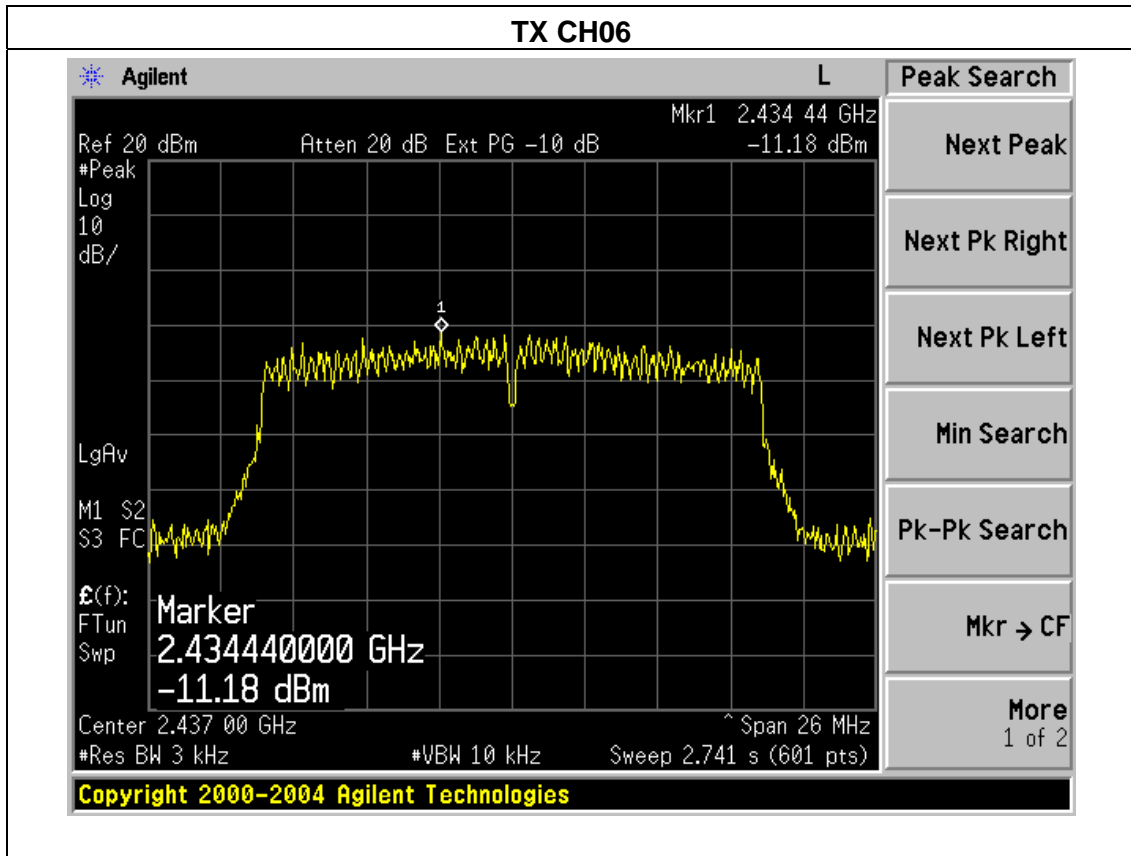 TX CH06
Agilent L Peak Search
Mkr1 2.434 44 GHz
Ref 20 dBm Atten 20 dB Ext PG -10 dB -11.18 dBm
#Peak
Log
10
dB/
1
LgAv
M1 S2
S3 FC
£(f):
FTun
Swp
Marker
2.434440000 GHz
-11.18 dBm
Center 2.437 00 GHz ^ Span 26 MHz
#Res BW 3 kHz #VBW 10 kHz Sweep 2.741 s (601 pts)
Copyright 2000-2004 Agilent Technologies
Next Peak
Next Pk Right
Next Pk Left
Min Search
Pk-Pk Search
Mkr → CF
More
1 of 2